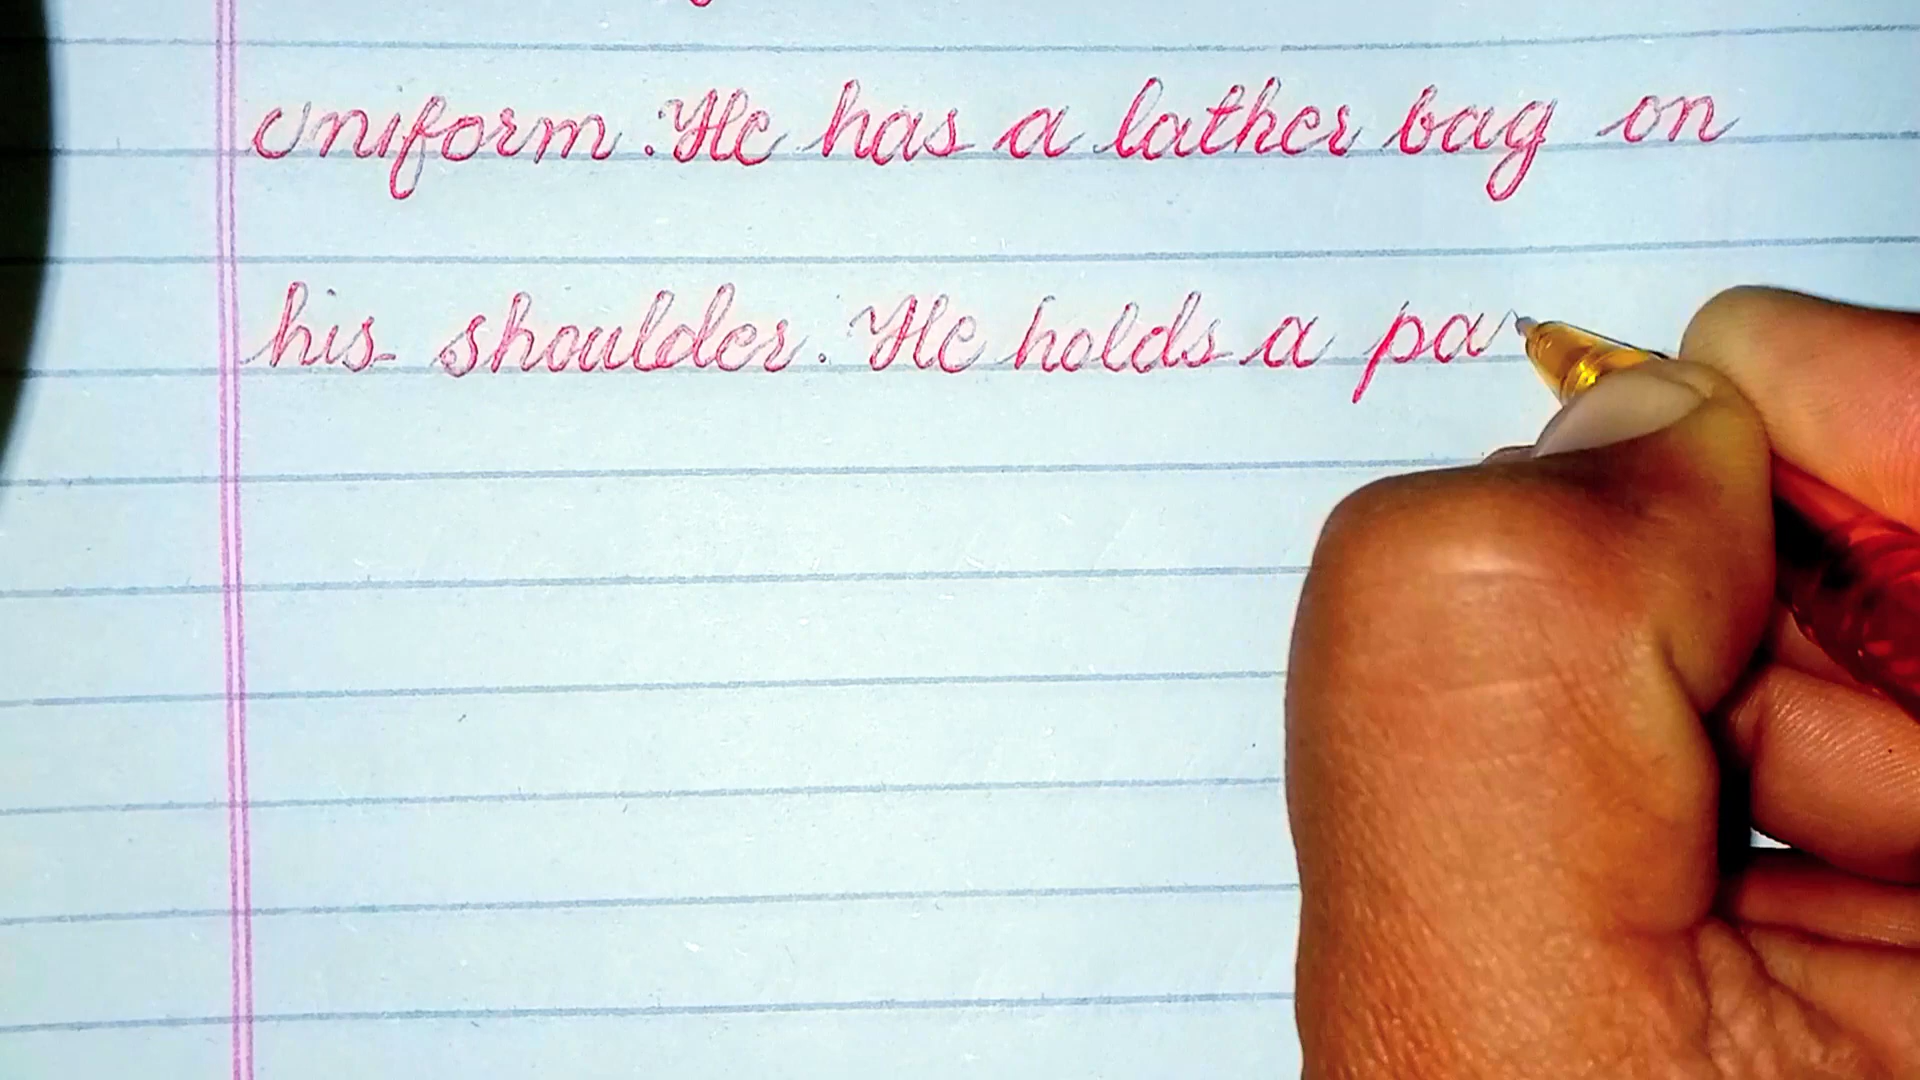 uniform. He has a lather bag on
his shoulder. He holds a pa